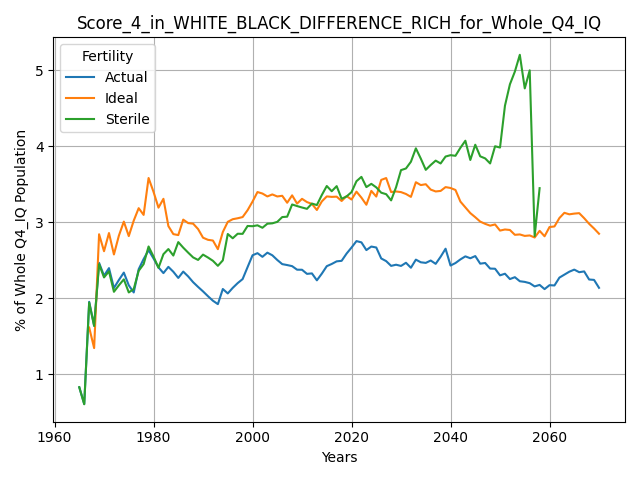 Score_4_in_WHITE_BLACK_DIFFERENCE_RICH_for_Whole_Q4_IQ
Fertility
Actual
Ideal
Sterile
% of Whole Q4_IQ Population
5
4
3
2
1
1960
1980
2000
2020
2040
2060
Years